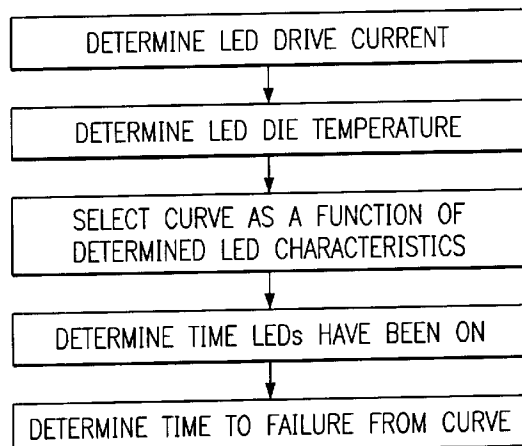 DETERMINE LED DRIVE CURRENT
DETERMINE LED DIE TEMPERATURE
SELECT CURVE AS A FUNCTION OF
DETERMINED LED CHARACTERISTICS
DETERMINE TIME LEDs HAVE BEEN ON
DETERMINE TIME TO FAILURE FROM CURVE